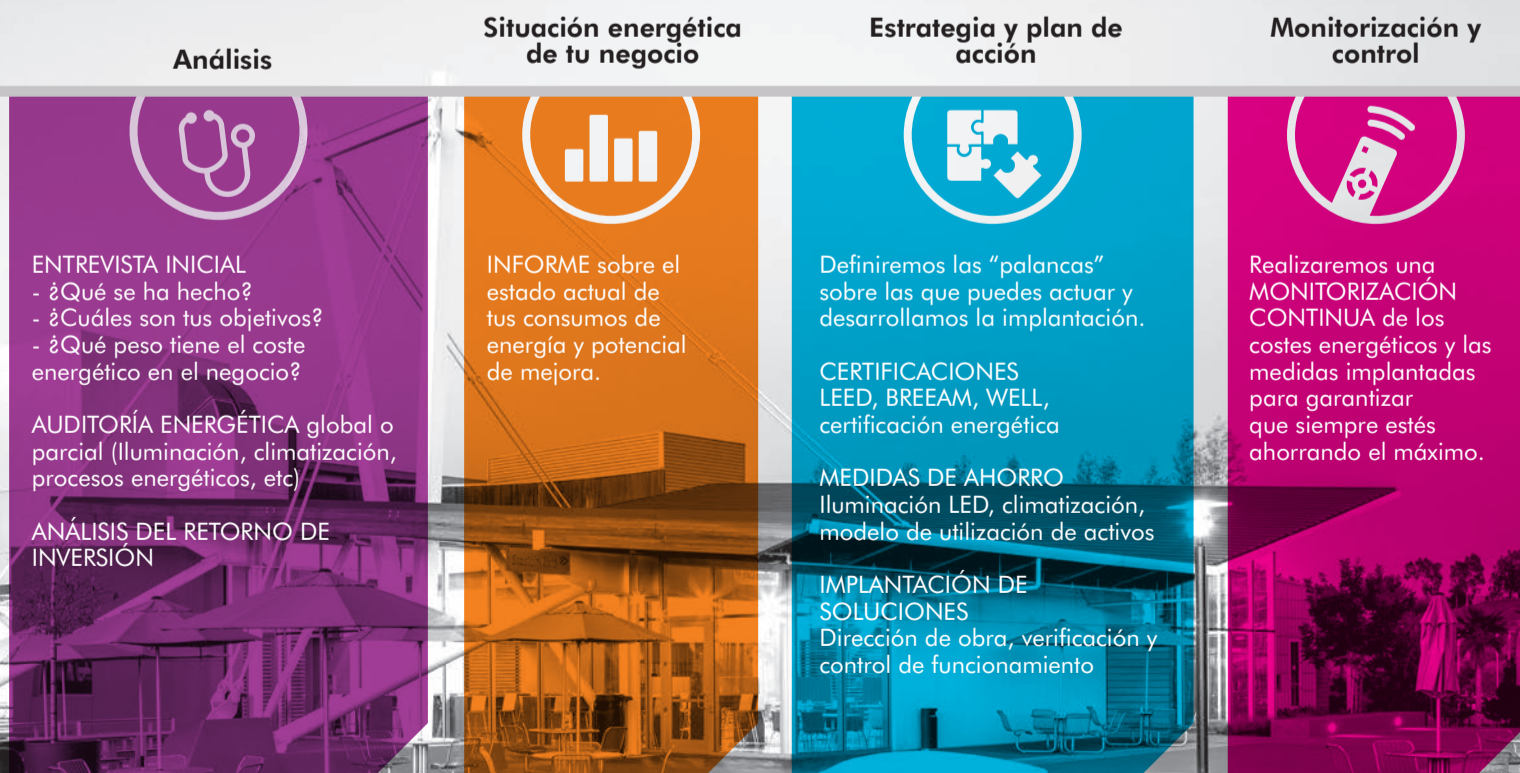 Análisis
Situación energética
de tu negocio
Estrategia y plan de
acción
Monitorización y
control
ENTREVISTA INICIAL
- ¿Qué se ha hecho?
- ¿Cuáles son tus objetivos?
- ¿Qué peso tiene el coste
energético en el negocio?
AUDITORÍA ENERGÉTICA global o
parcial (Iluminación, climatización,
procesos energéticos, etc)
ANÁLISIS DEL RETORNO DE
INVERSIÓN
INFORME sobre el
estado actual de
tus consumos de
energía y potencial
de mejora.
Definiremos las “palancas”
sobre las que puedes actuar y
desarrollamos la implantación.
CERTIFICACIONES
LEED, BREEAM, WELL,
certificación energética
MEDIDAS DE AHORRO
Iluminación LED, climatización,
modelo de utilización de activos
IMPLANTACIÓN DE
SOLUCIONES
Dirección de obra, verificación y
control de funcionamiento
Realizaremos una
MONITORIZACIÓN
CONTINUA de los
costes energéticos y las
medidas implantadas
para garantizar
que siempre estés
ahorrando el máximo.